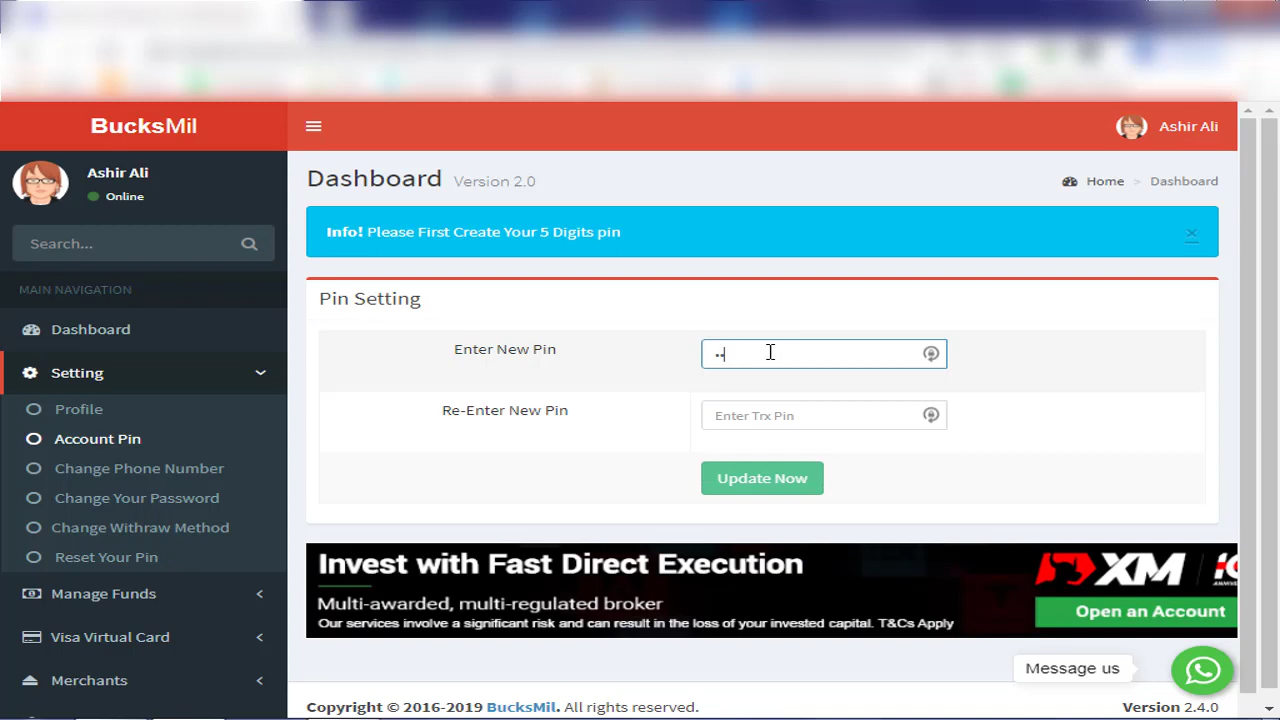 BucksMil
Ashir Ali
Ashir Ali
Online
Search...
MAIN NAVIGATION
Dashboard
Setting
Profile
Account Pin
Change Phone Number
Change Your Password
Change Withraw Method
Reset Your Pin
Manage Funds
Visa Virtual Card
Merchants
Dashboard Version 2.0
Home > Dashboard
Info! Please First Create Your 5 Digits pin ×
Pin Setting
Enter New Pin
Re-Enter New Pin Enter Trx Pin
Update Now
Invest with Fast Direct Execution
Multi-awarded, multi-regulated broker
Our services involve a significant risk and can result in the loss of your invested capital. T&Cs Apply
XM
Open an Account
Message us
Copyright © 2016-2019 BucksMil. All rights reserved.
Version 2.4.0